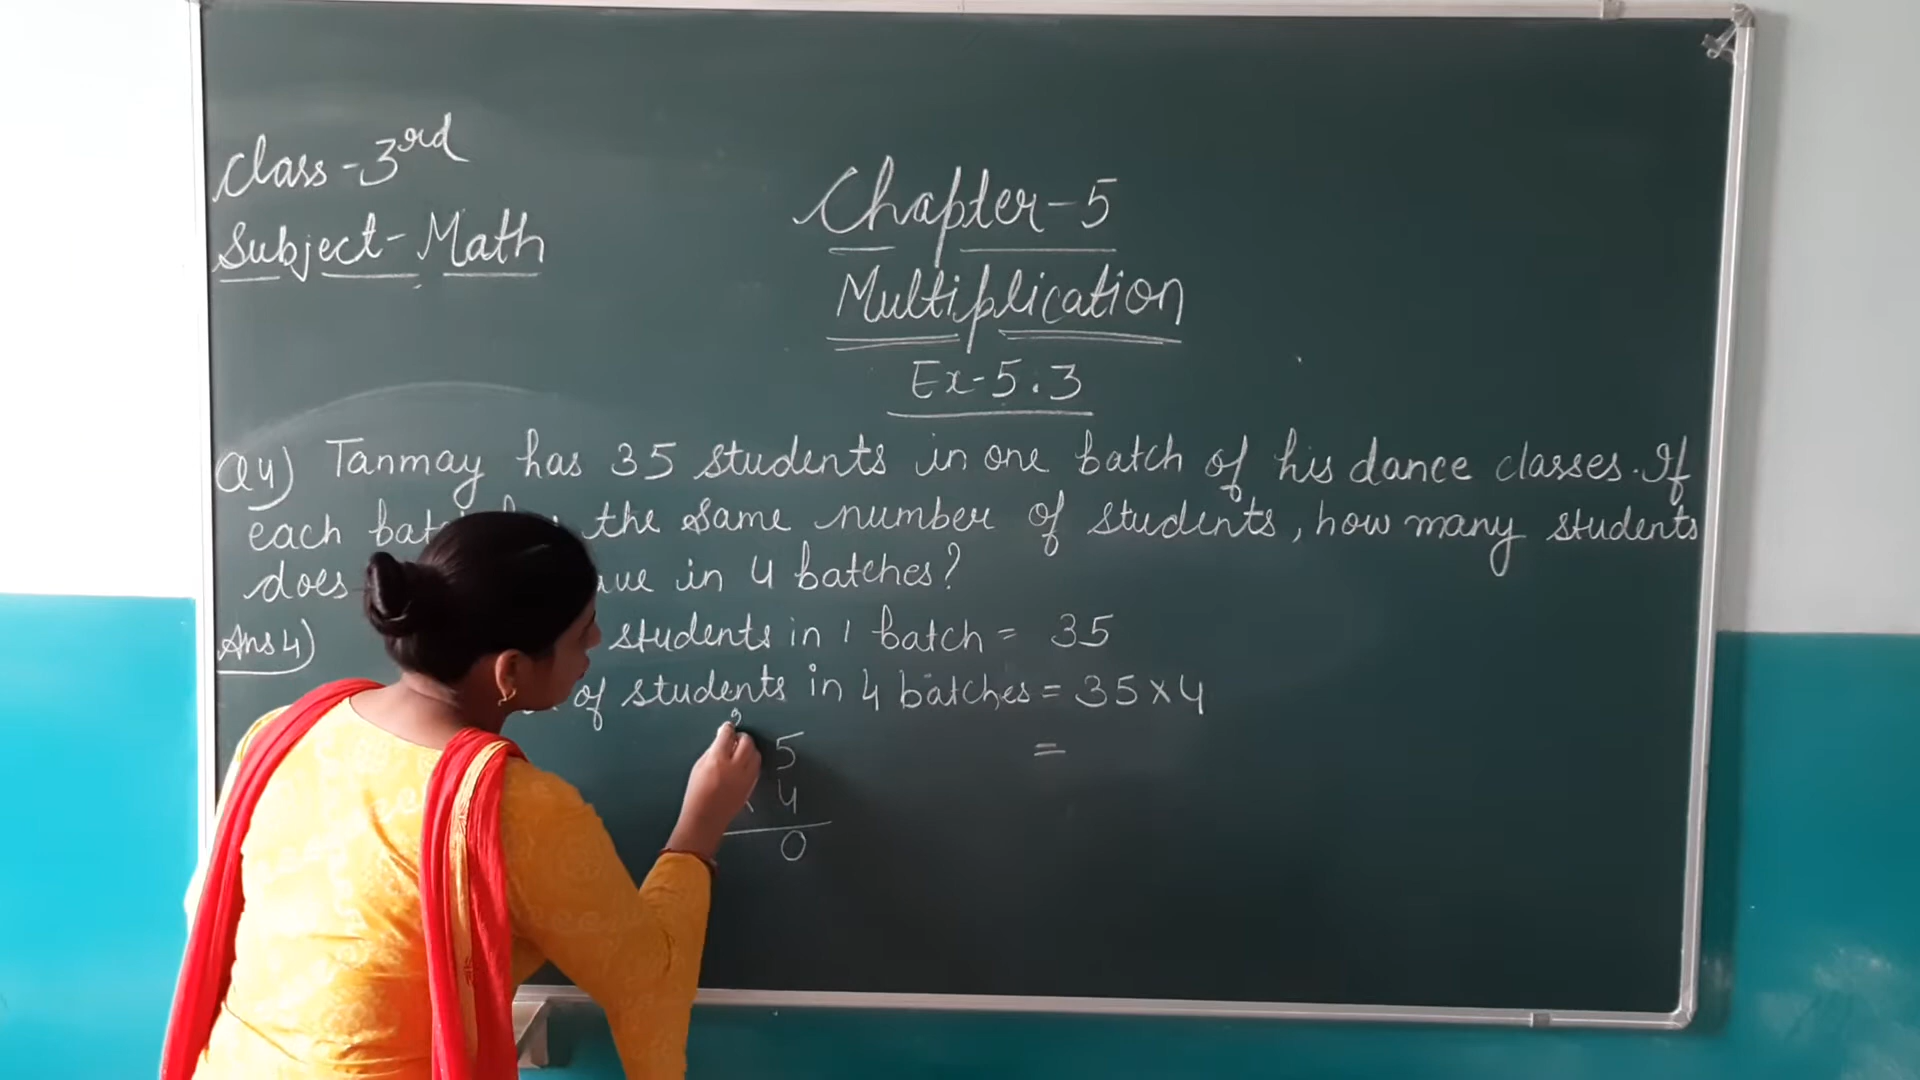 Class - 3rd
Subject - Math
Chapter - 5
Multiplication
Ex - 5.3
Q4) Tanmay has 35 students in one batch of his dance classes. If
each the same number of students, how many students
does in 4 batches?
Ans 4) students in 1 batch = 35
of students in 4 batches = 35 × 4
=
5
4
0